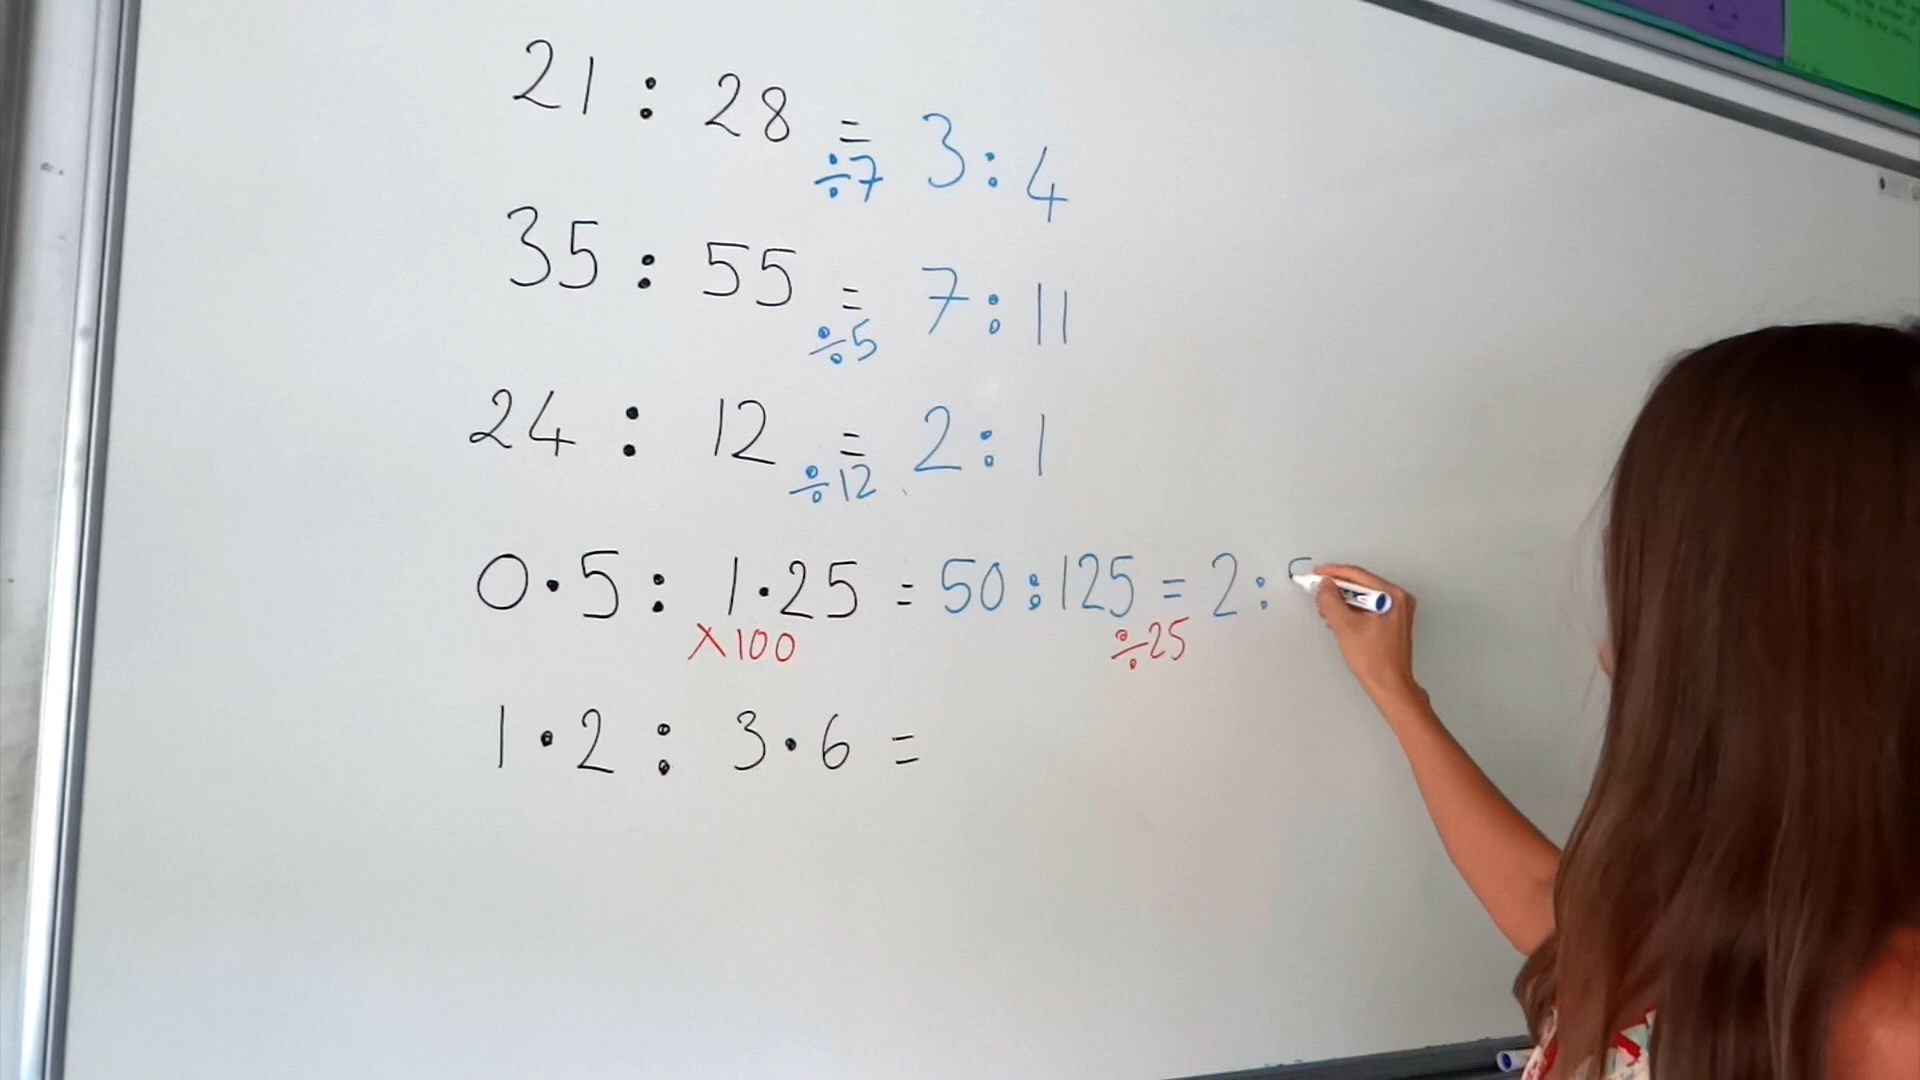 21 : 28 = 3 : 4
÷7
35 : 55 = 7 : 11
÷5
24 : 12 = 2 : 1
÷12
0·5 : 1·25 = 50 : 125 = 2 :
×100 ÷25
1·2 : 3·6 =